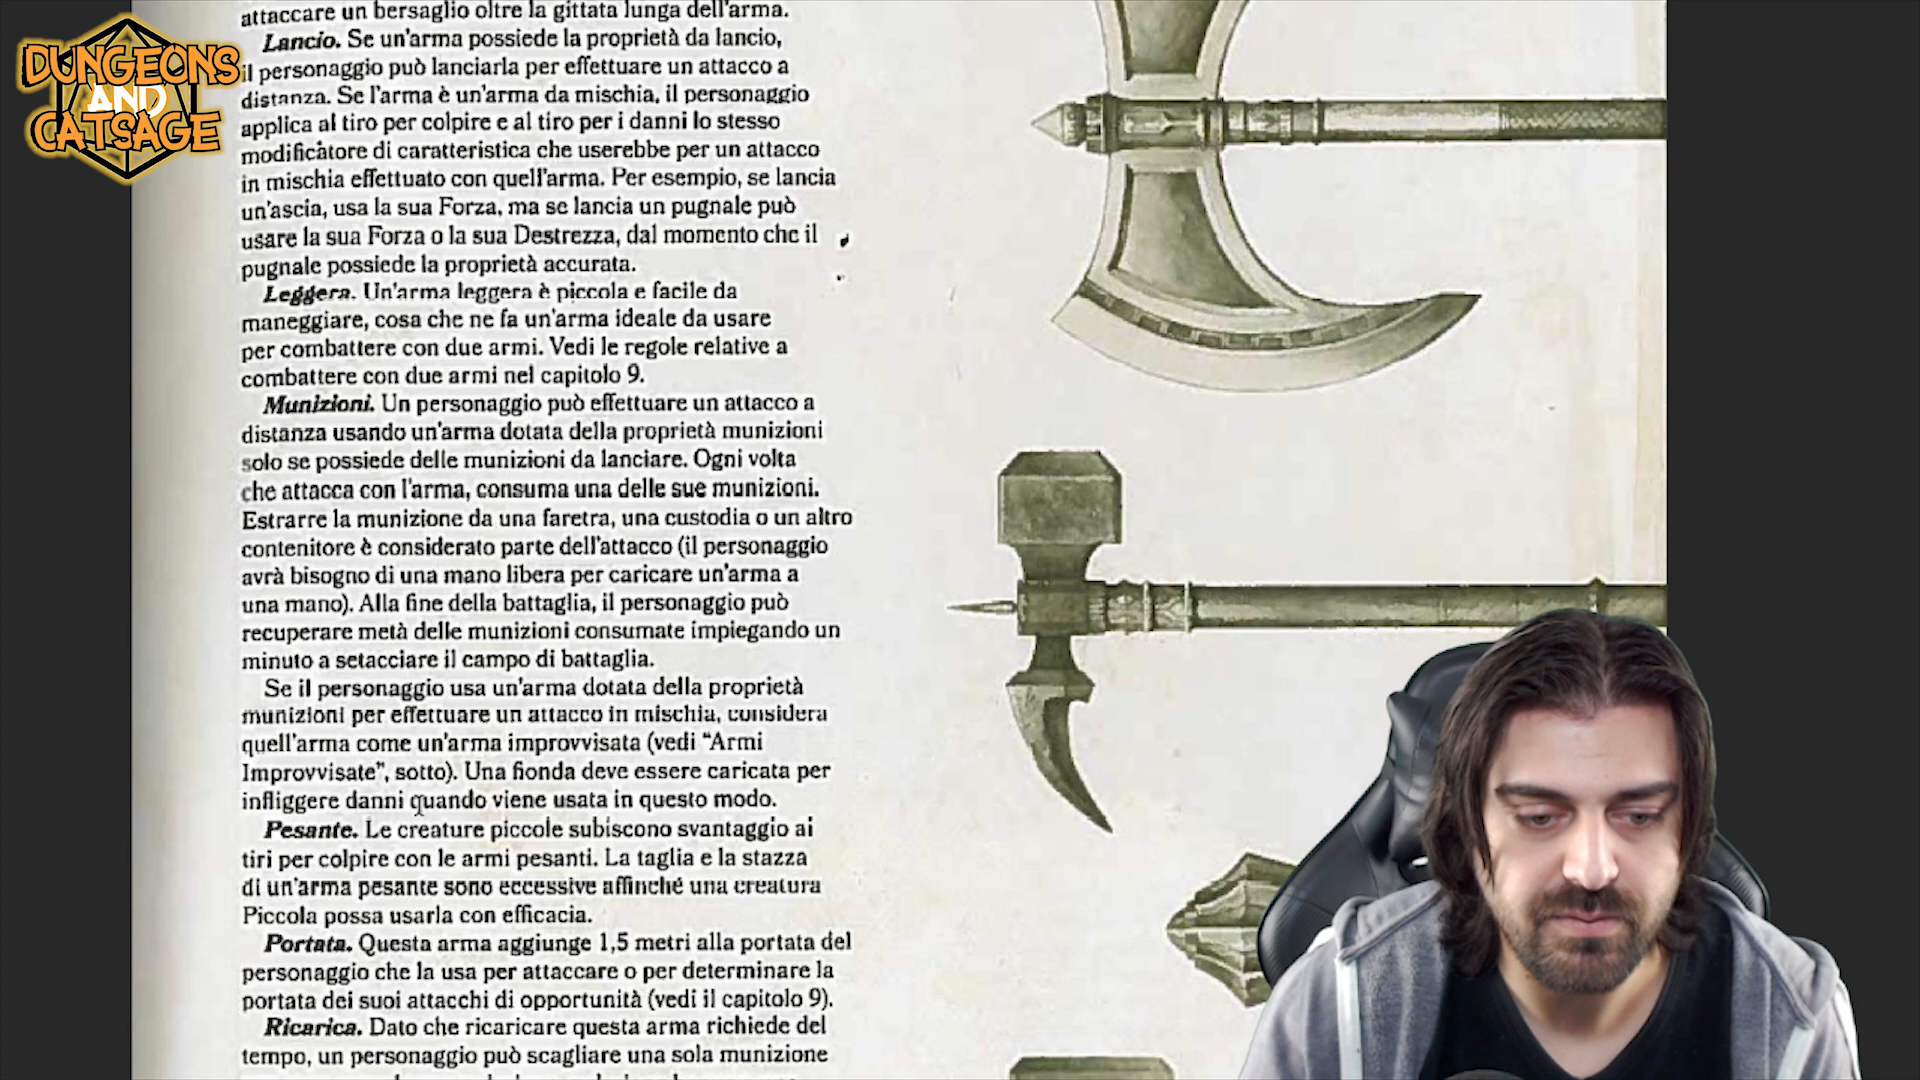 DUNGEONS
AND
CATSAGE
attaccare un bersaglio oltre la gittata lunga dell'arma.
Lancio. Se un'arma possiede la proprietà da lancio,
il personaggio può lanciarla per effettuare un attacco a
distanza. Se l'arma è un'arma da mischia, il personaggio
applica al tiro per colpire e al tiro per i danni lo stesso
modificatore di caratteristica che userebbe per un attacco
in mischia effettuato con quell'arma. Per esempio, se lancia
un'ascia, usa la sua Forza, ma se lancia un pugnale può
usare la sua Forza o la sua Destrezza, dal momento che il
pugnale possiede la proprietà accurata.
Leggera. Un'arma leggera è piccola e facile da
maneggiare, cosa che ne fa un'arma ideale da usare
per combattere con due armi. Vedi le regole relative a
combattere con due armi nel capitolo 9.
Munizioni. Un personaggio può effettuare un attacco a
distanza usando un'arma dotata della proprietà munizioni
solo se possiede delle munizioni da lanciare. Ogni volta
che attacca con l'arma, consuma una delle sue munizioni.
Estrarre la munizione da una faretra, una custodia o un altro
contenitore è considerato parte dell'attacco (il personaggio
avrà bisogno di una mano libera per caricare un'arma a
una mano). Alla fine della battaglia, il personaggio può
recuperare metà delle munizioni consumate impiegando un
minuto a setacciare il campo di battaglia.
Se il personaggio usa un'arma dotata della proprietà
munizioni per effettuare un attacco in mischia, considera
quell'arma come un'arma improvvisata (vedi “Armi
Improvvisate”, sotto). Una fionda deve essere caricata per
infliggere danni quando viene usata in questo modo.
Pesante. Le creature piccole subiscono svantaggio ai
tiri per colpire con le armi pesanti. La taglia e la stazza
di un'arma pesante sono eccessive affinché una creatura
Piccola possa usarla con efficacia.
Portata. Questa arma aggiunge 1,5 metri alla portata del
personaggio che la usa per attaccare o per determinare la
portata dei suoi attacchi di opportunità (vedi il capitolo 9).
Ricarica. Dato che ricaricare questa arma richiede del
tempo, un personaggio può scagliare una sola munizione